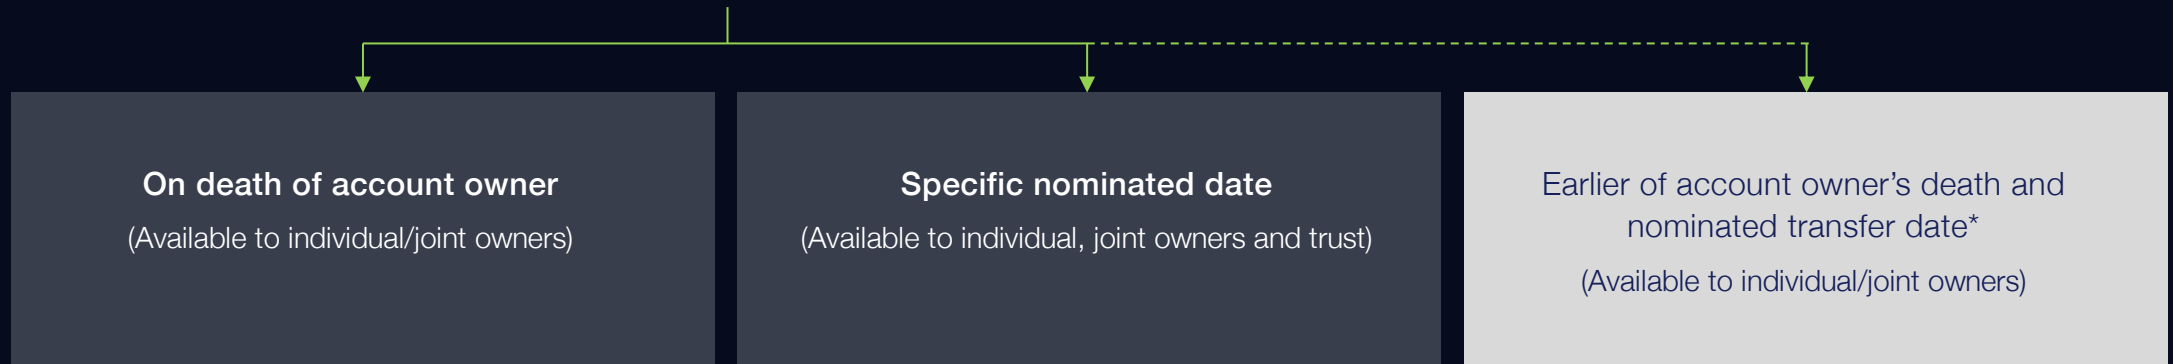 On death of account owner
(Available to individual/joint owners)
Specific nominated date
(Available to individual, joint owners and trust)
Earlier of account owner’s death and
nominated transfer date*
(Available to individual/joint owners)